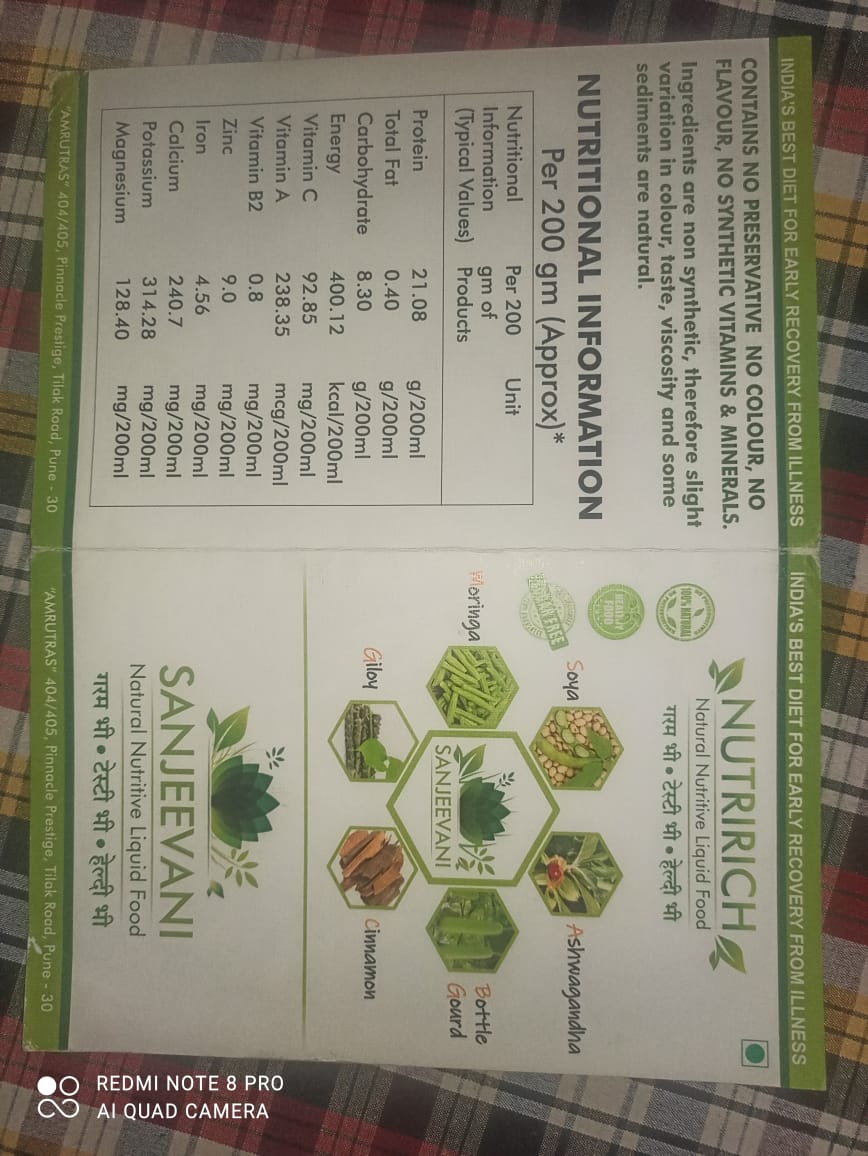 INDIA'S BEST DIET FOR EARLY RECOVERY FROM ILLNESS
CONTAINS NO PRESERVATIVE NO COLOUR, NO
FLAVOUR, NO SYNTHETIC VITAMINS & MINERALS.
Ingredients are non synthetic, therefore slight
variation in colour, taste, viscosity and some
sediments are natural.
NUTRITIONAL INFORMATION
Per 200 gm (Approx)*
Nutritional Per 200 Unit
Information gm of
(Typical Values) Products
Protein 21.08 g/200ml
Total Fat 0.40 g/200ml
Carbohydrate 8.30 g/200ml
Energy 400.12 kcal/200ml
Vitamin C 92.85 mg/200ml
Vitamin A 238.35 mcg/200ml
Vitamin B2 0.8 mg/200ml
Zinc 9.0 mg/200ml
Iron 4.56 mg/200ml
Calcium 240.7 mg/200ml
Potassium 314.28 mg/200ml
Magnesium 128.40 mg/200ml
"AMRUTRAS" 404/405, Pinnacle Prestige, Tilak Road, Pune - 30
INDIA'S BEST DIET FOR EARLY RECOVERY FROM ILLNESS
NUTRIRICH
Natural Nutritive Liquid Food
गरम भी • टेस्टी भी • हेल्दी भी
100% NATURAL
HEALTHY
FOOD
FREE
Soya
Ashwagandha
Moringa
SANJEEVANI
Bottle
Gourd
Giloy
Cinnamon
SANJEEVANI
Natural Nutritive Liquid Food
गरम भी • टेस्टी भी • हेल्दी भी
"AMRUTRAS" 404/405, Pinnacle Prestige, Tilak Road, Pune - 30
REDMI NOTE 8 PRO
AI QUAD CAMERA